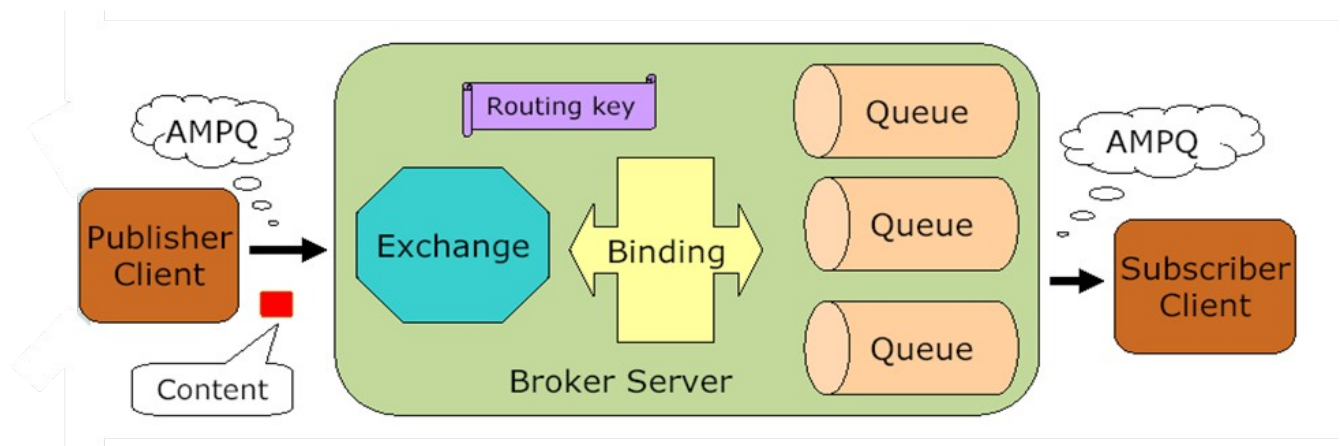 AMPQ
Publisher
Client
Content
Routing key
Exchange
Binding
Queue
Queue
Queue
Broker Server
AMPQ
Subscriber
Client